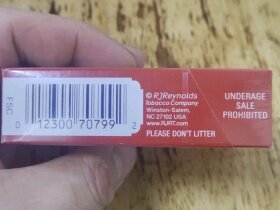 FSC
0 12300 70799 2
© RJReynolds
Tobacco Company
Winston-Salem,
NC 27102 USA
www.RJRT.com
PLEASE DON'T LITTER
UNDERAGE
SALE
PROHIBITED